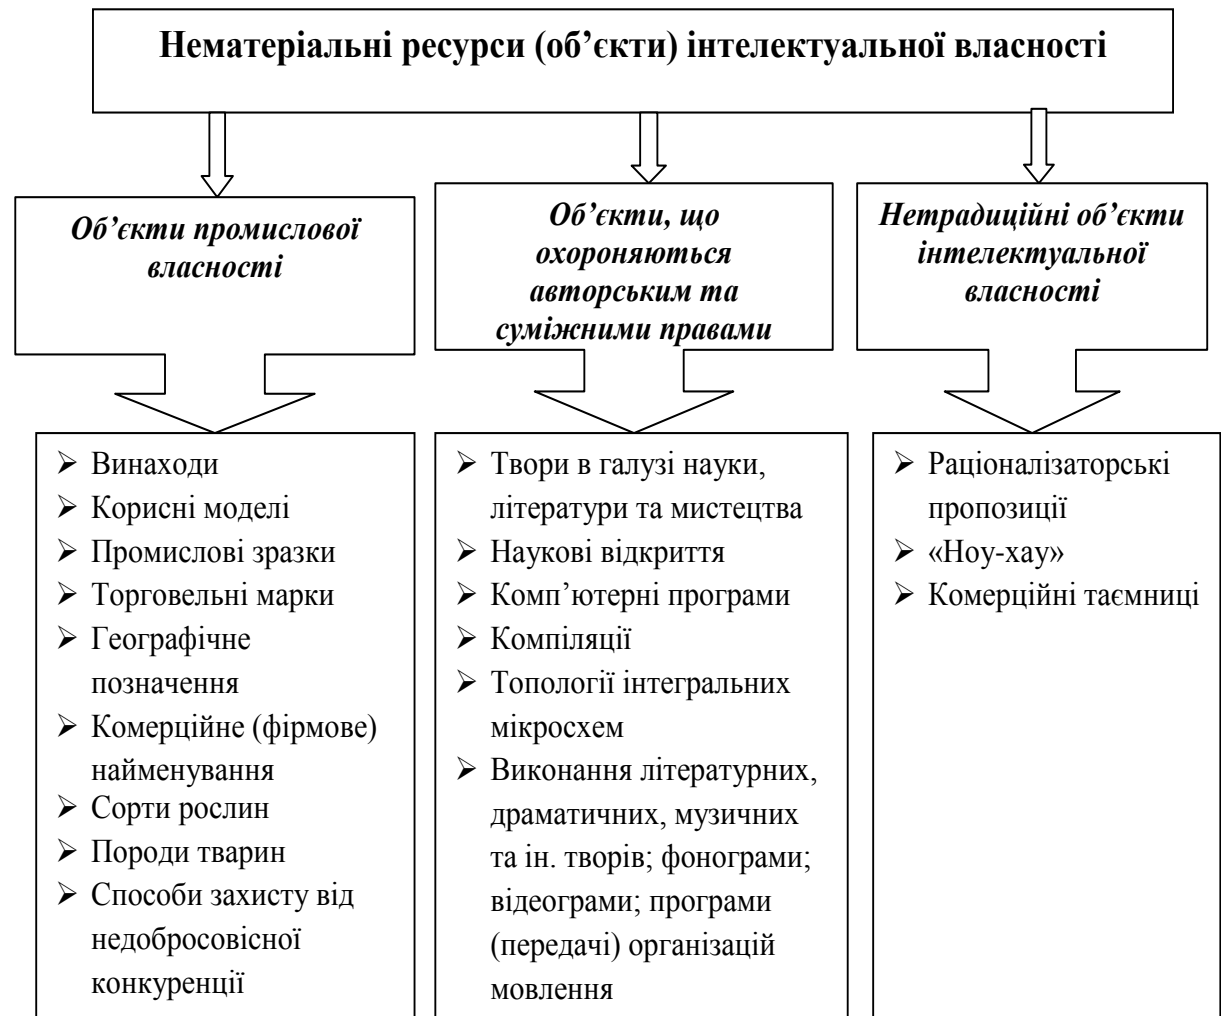 Нематеріальні ресурси (об’єкти) інтелектуальної власності
Об’єкти промислової
власності
Об’єкти, що
охороняються
авторським та
суміжними правами
Нетрадиційні об’єкти
інтелектуальної
власності
➢ Винаходи
➢ Корисні моделі
➢ Промислові зразки
➢ Торговельні марки
➢ Географічне
позначення
➢ Комерційне (фірмове)
найменування
➢ Сорти рослин
➢ Породи тварин
➢ Способи захисту від
недобросовісної
конкуренції
➢ Твори в галузі науки,
літератури та мистецтва
➢ Наукові відкриття
➢ Комп’ютерні програми
➢ Компіляції
➢ Топології інтегральних
мікросхем
➢ Виконання літературних,
драматичних, музичних
та ін. творів; фонограми;
відеограми; програми
(передачі) організацій
мовлення
➢ Раціоналізаторські
пропозиції
➢ «Ноу-хау»
➢ Комерційні таємниці